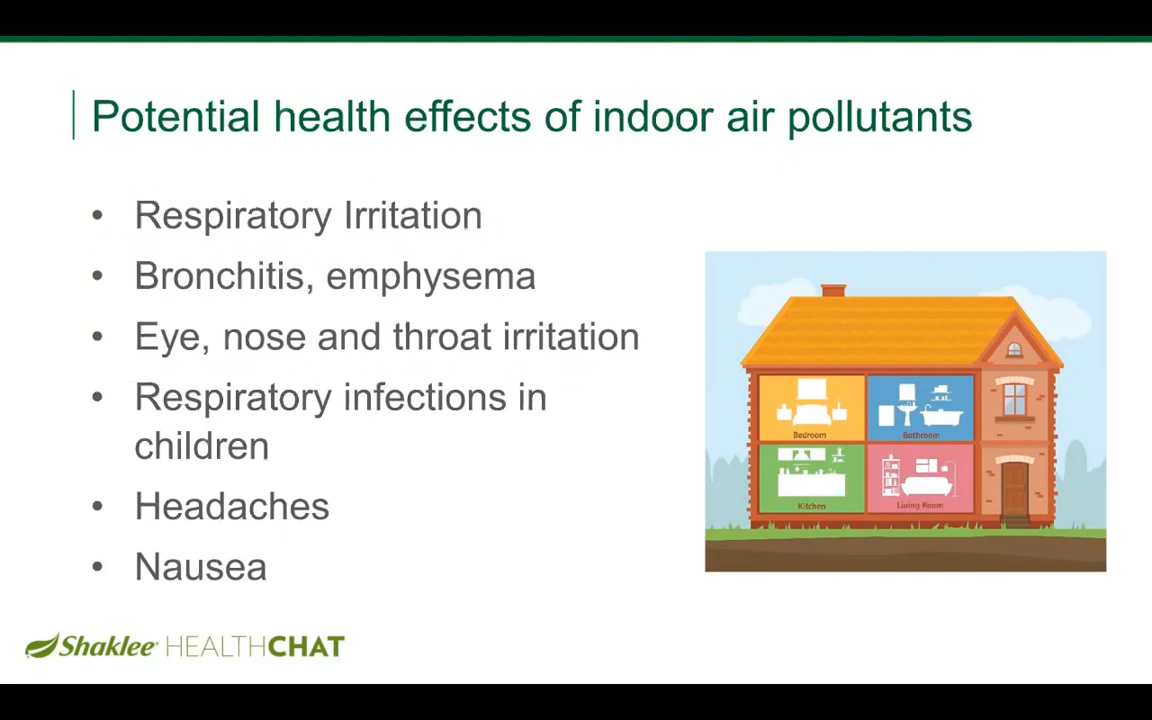 Potential health effects of indoor air pollutants
• Respiratory Irritation
• Bronchitis, emphysema
• Eye, nose and throat irritation
• Respiratory infections in
children
• Headaches
• Nausea
Bedroom
Bathroom
Kitchen
Living Room
Shaklee® HEALTHCHAT